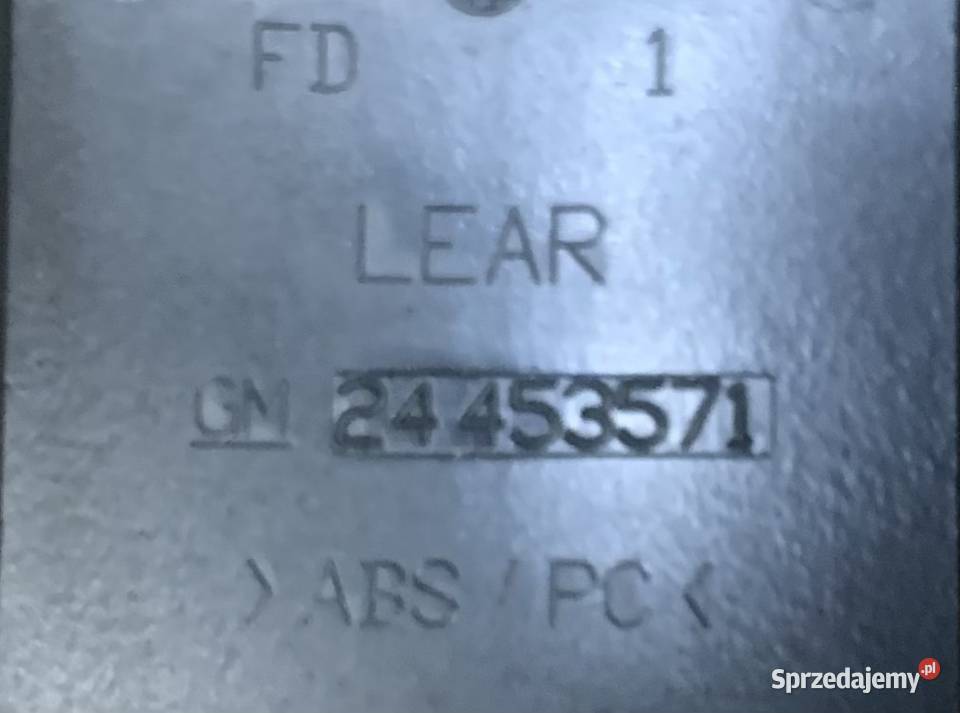 FD 1
LEAR
GM 24453571
>ABS/PC<
Sprzedajemy.pl